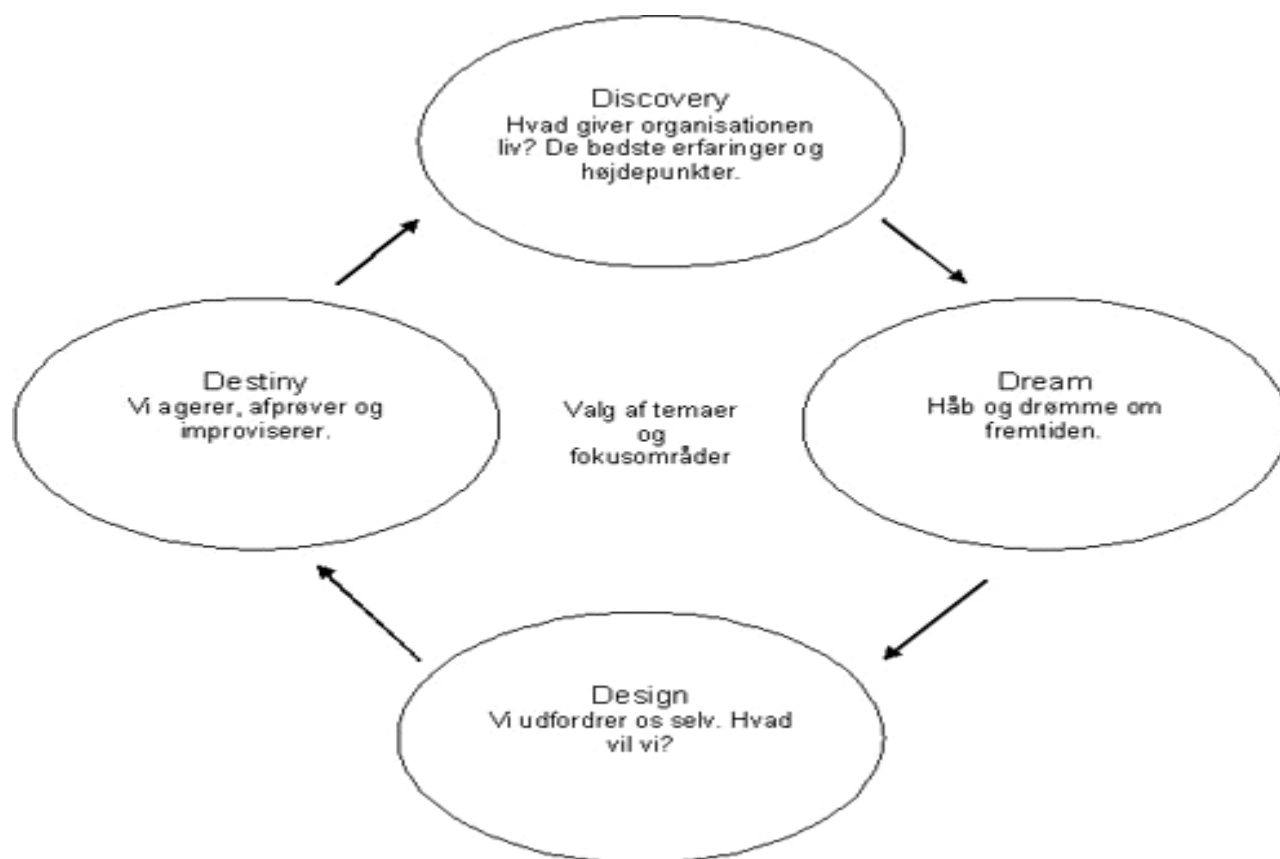 Discovery
Hvad giver organisationen
liv? De bedste erfaringer og
højdepunkter.
Destiny
Vi agerer, afprøver og
improviserer.
Valg af temaer
og
fokusområder
Dream
Håb og drømme om
fremtiden.
Design
Vi udfordrer os selv. Hvad
vil vi?